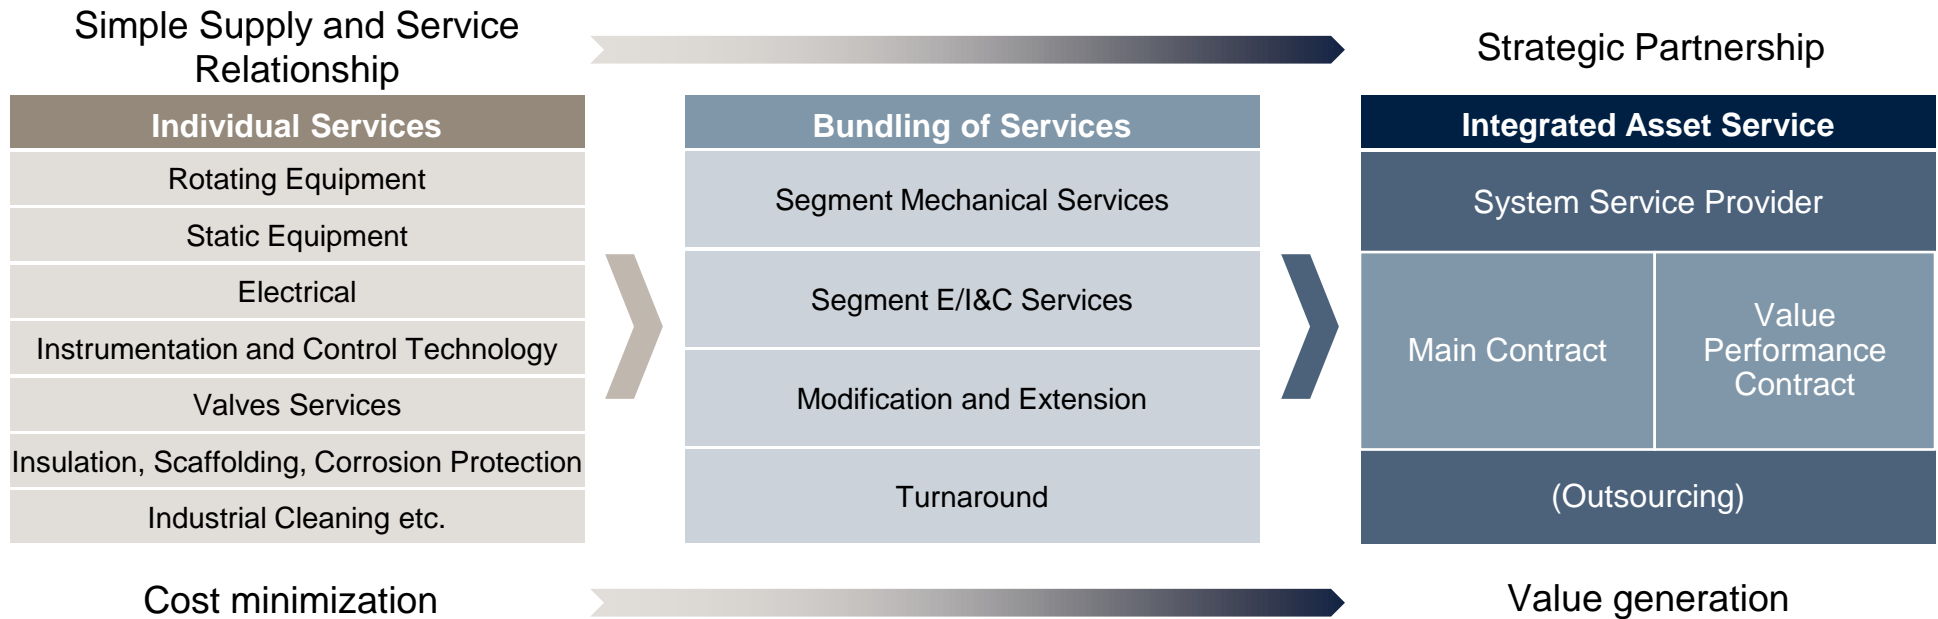 Simple Supply and Service
Relationship
Strategic Partnership
Individual Services
Rotating Equipment
Static Equipment
Electrical
Instrumentation and Control Technology
Valves Services
Insulation, Scaffolding, Corrosion Protection
Industrial Cleaning etc.
Bundling of Services
Segment Mechanical Services
Segment E/I&C Services
Modification and Extension
Turnaround
Integrated Asset Service
System Service Provider
Main Contract
Value
Performance
Contract
(Outsourcing)
Cost minimization
Value generation